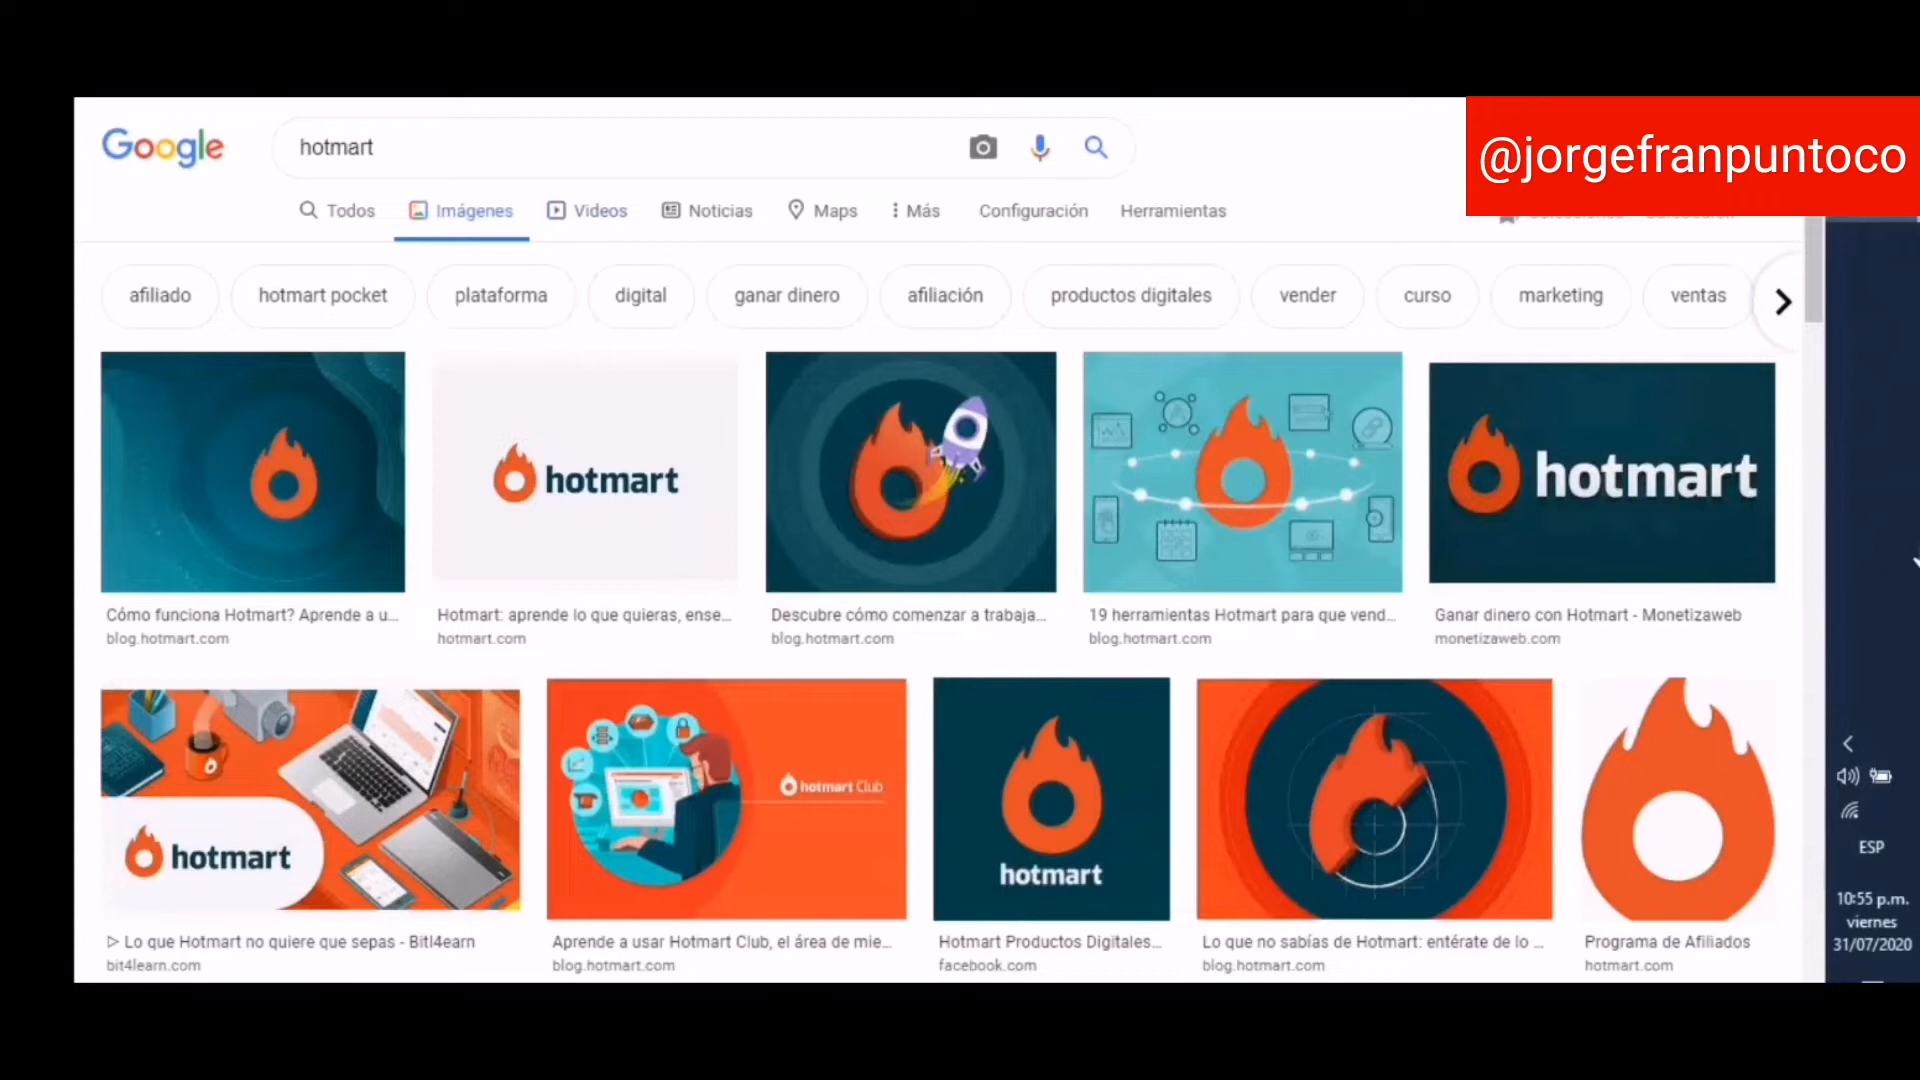 Google
hotmart
@jorgefranpuntoco
Todos
Imágenes
Videos
Noticias
Maps
Más
Configuración
Herramientas
afiliado
hotmart pocket
plataforma
digital
ganar dinero
afiliación
productos digitales
vender
curso
marketing
ventas
hotmart
hotmart
Cómo funciona Hotmart? Aprende a u...
blog.hotmart.com
Hotmart: aprende lo que quieras, ense...
hotmart.com
Descubre cómo comenzar a trabaja...
blog.hotmart.com
19 herramientas Hotmart para que vend...
blog.hotmart.com
Ganar dinero con Hotmart - Monetizaweb
monetizaweb.com
hotmart
hotmart Club
hotmart
▷ Lo que Hotmart no quiere que sepas - Bitl4earn
bit4learn.com
Aprende a usar Hotmart Club, el área de mie...
blog.hotmart.com
Hotmart Productos Digitales...
facebook.com
Lo que no sabías de Hotmart: entérate de lo ...
blog.hotmart.com
Programa de Afiliados
hotmart.com
ESP
10:55 p.m.
viernes
31/07/2020